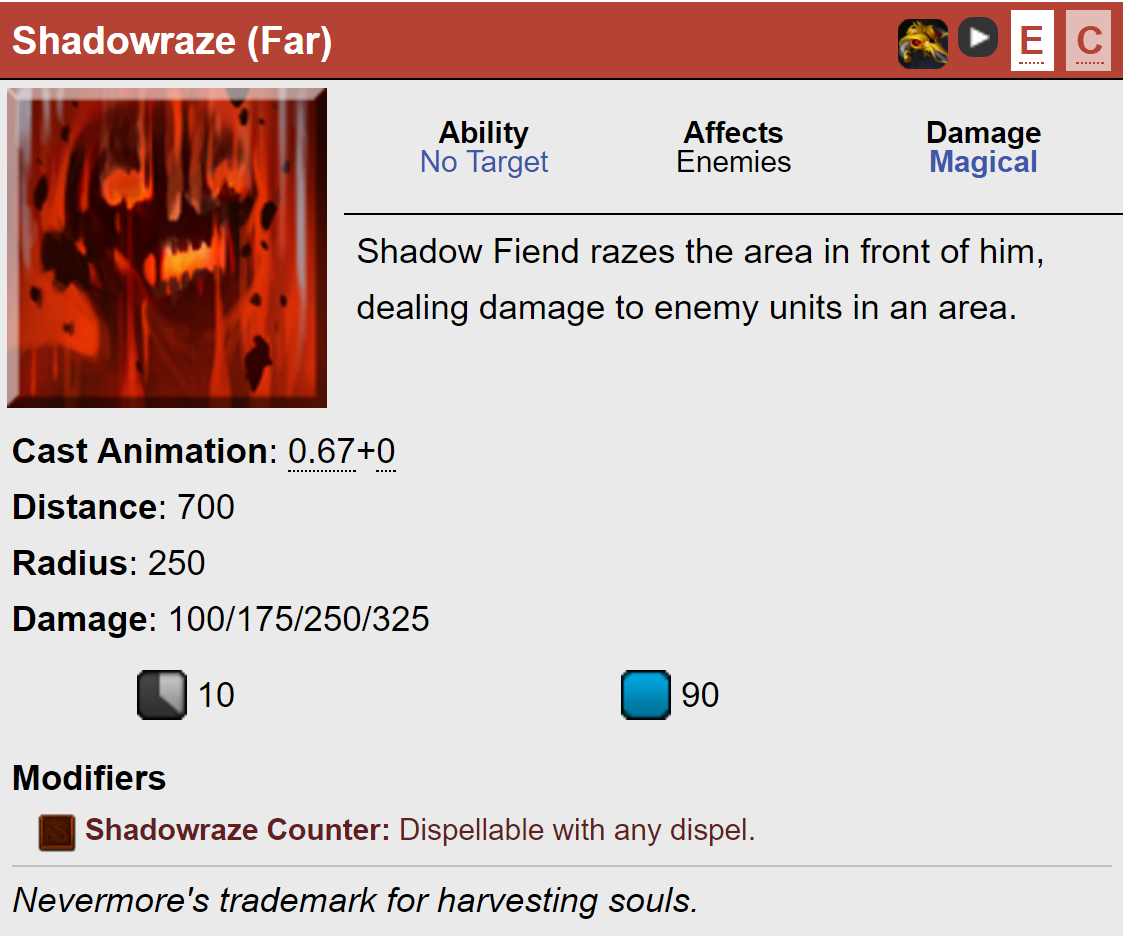 Shadowraze (Far)
E C
Ability Affects Damage
No Target Enemies Magical
Shadow Fiend razes the area in front of him,
dealing damage to enemy units in an area.
Cast Animation: 0.67+0
Distance: 700
Radius: 250
Damage: 100/175/250/325
10 90
Modifiers
Shadowraze Counter: Dispellable with any dispel.
Nevermore's trademark for harvesting souls.